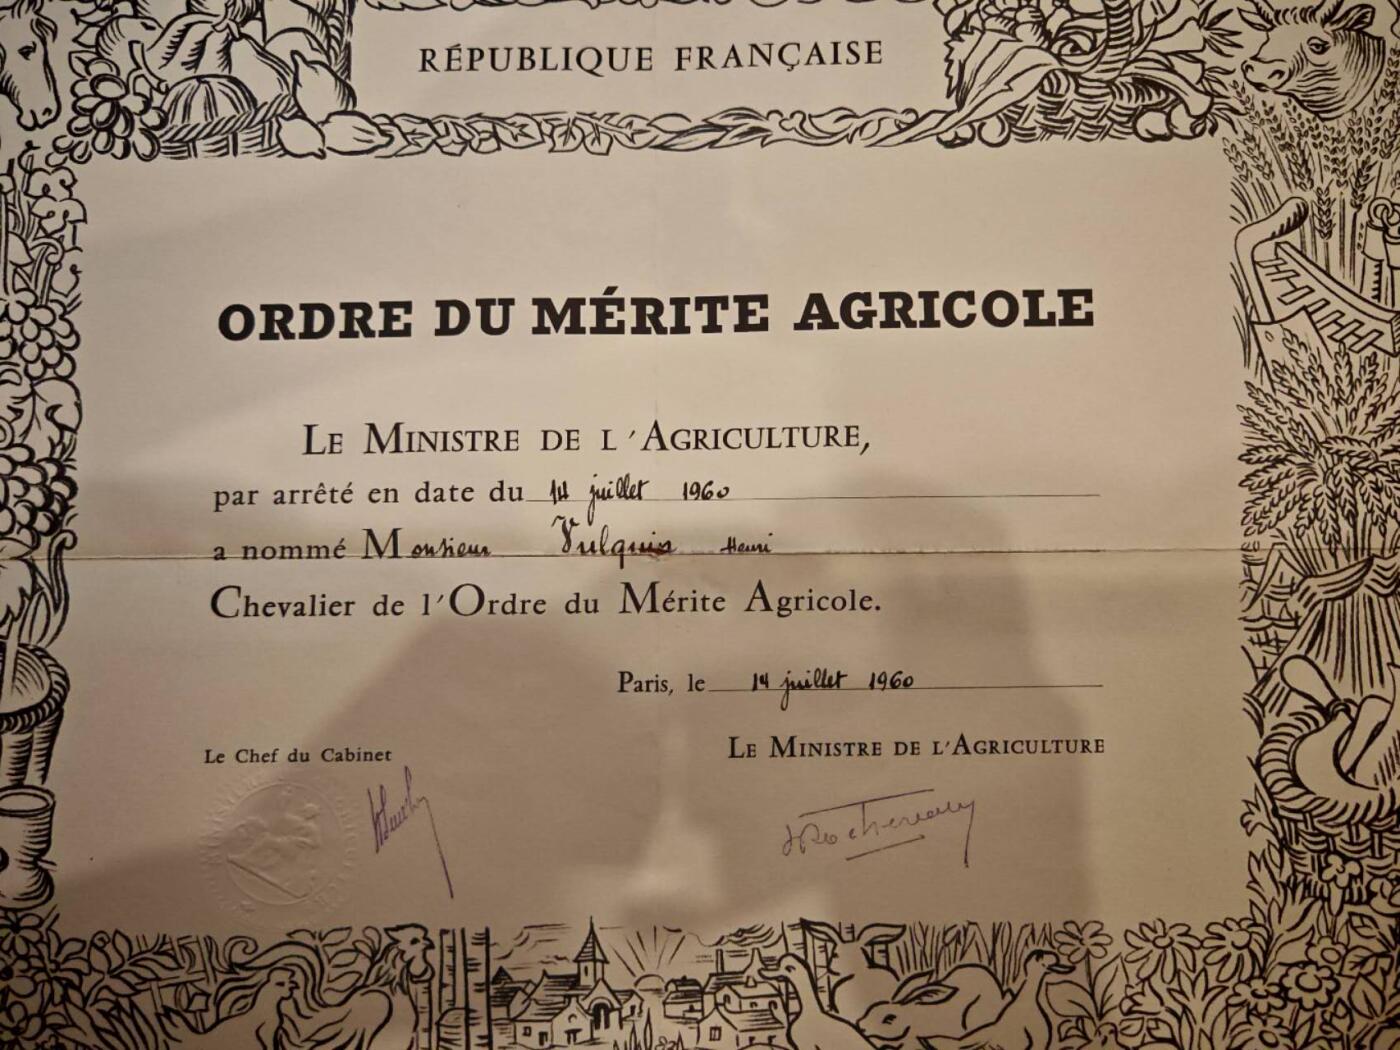 RÉPUBLIQUE FRANÇAISE
ORDRE DU MÉRITE AGRICOLE
LE MINISTRE DE L'AGRICULTURE,
par arrêté en date du 14 juillet 1960
a nommé Monsieur Vulquin Henri
Chevalier de l'Ordre du Mérite Agricole.
Paris, le 14 juillet 1960
Le Chef du Cabinet
LE MINISTRE DE L'AGRICULTURE